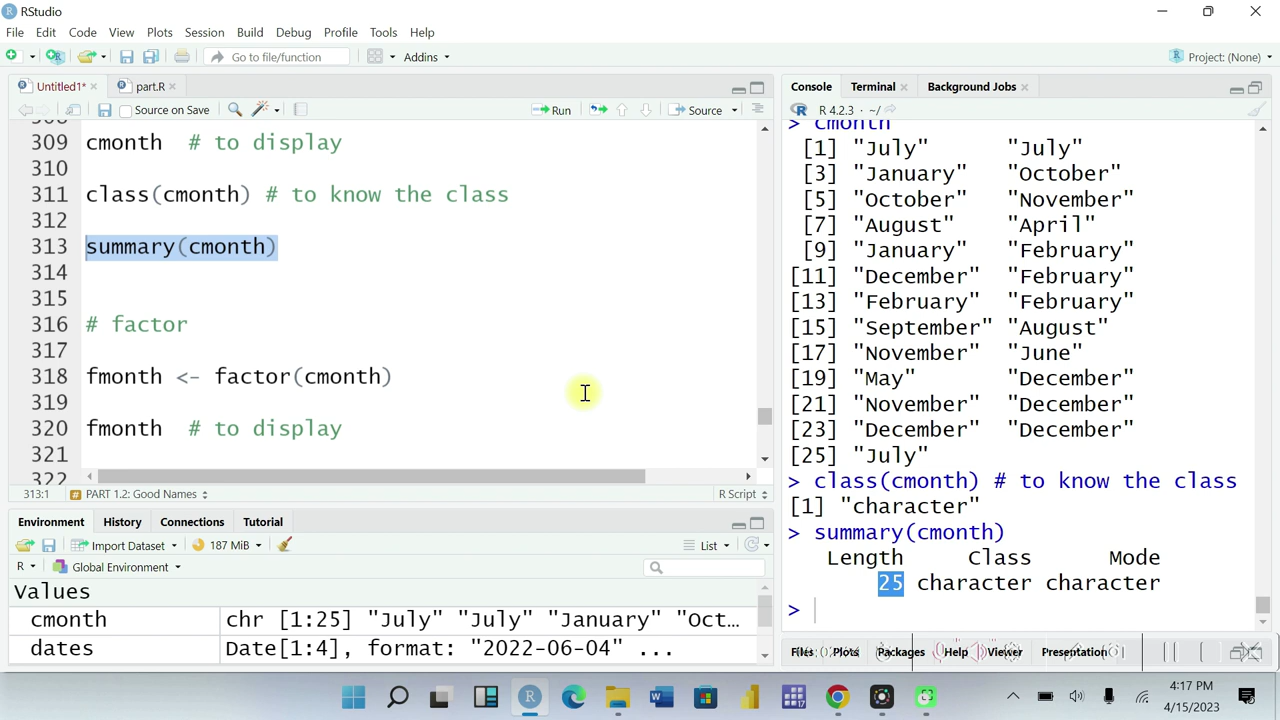 RStudio
File Edit Code View Plots Session Build Debug Profile Tools Help
Go to file/function
Addins
Project: (None)
Untitled1*
part.R
Source on Save
Run
Source
309 cmonth # to display
310
311 class(cmonth) # to know the class
312
313 summary(cmonth)
314
315
316 # factor
317
318 fmonth <- factor(cmonth)
319
320 fmonth # to display
321
322
313:1 PART 1.2: Good Names R Script
Environment History Connections Tutorial
Import Dataset 187 MiB List
R Global Environment
Values
cmonth chr [1:25] "July" "July" "January" "Oct...
dates Date[1:4], format: "2022-06-04" ...
Console Terminal Background Jobs
R 4.2.3 · ~/
> cmonth
[1] "July" "July"
[3] "January" "October"
[5] "October" "November"
[7] "August" "April"
[9] "January" "February"
[11] "December" "February"
[13] "February" "February"
[15] "September" "August"
[17] "November" "June"
[19] "May" "December"
[21] "November" "December"
[23] "December" "December"
[25] "July"
> class(cmonth) # to know the class
[1] "character"
> summary(cmonth)
Length Class Mode
25 character character
>
Files Plots Packages Help Viewer Presentation
4:17 PM
4/15/2023